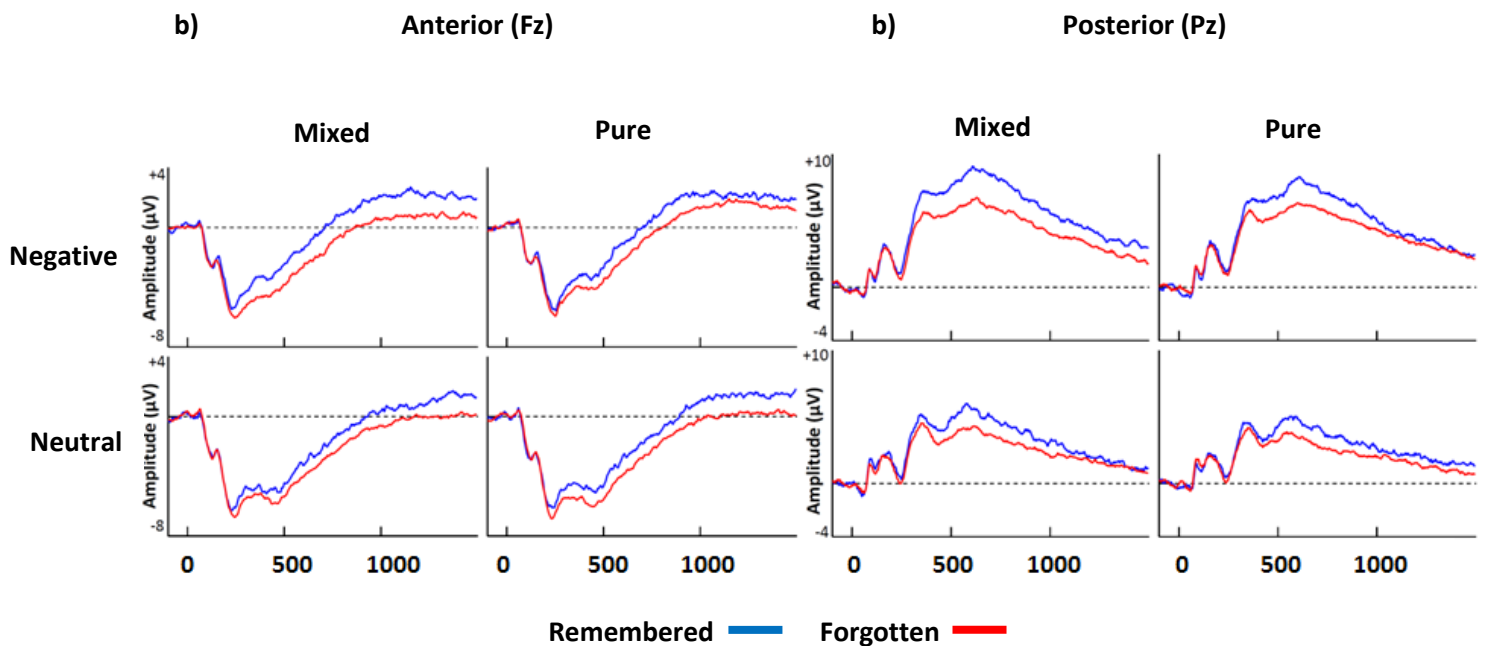 b) Anterior (Fz) b) Posterior (Pz)
Mixed Pure Mixed Pure
Negative
+4
Amplitude (µV)
-8
+10
Amplitude (µV)
-4
Neutral
+4
Amplitude (µV)
-8
+10
Amplitude (µV)
-4
0 500 1000 0 500 1000 0 500 1000 0 500 1000
Remembered Forgotten